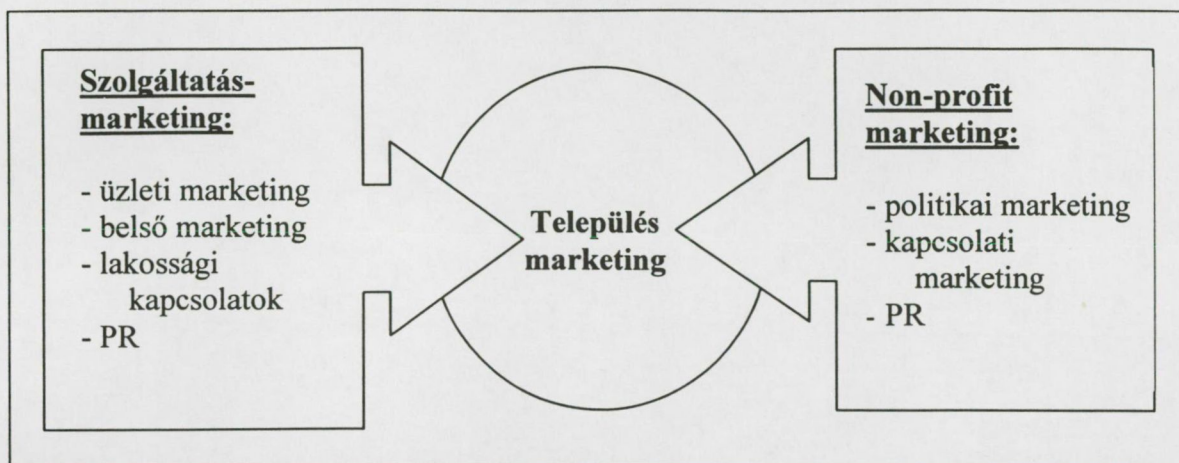 Szolgáltatás-
marketing:
- üzleti marketing
- belső marketing
- lakossági
kapcsolatok
- PR
Település
marketing
Non-profit
marketing:
- politikai marketing
- kapcsolati
marketing
- PR